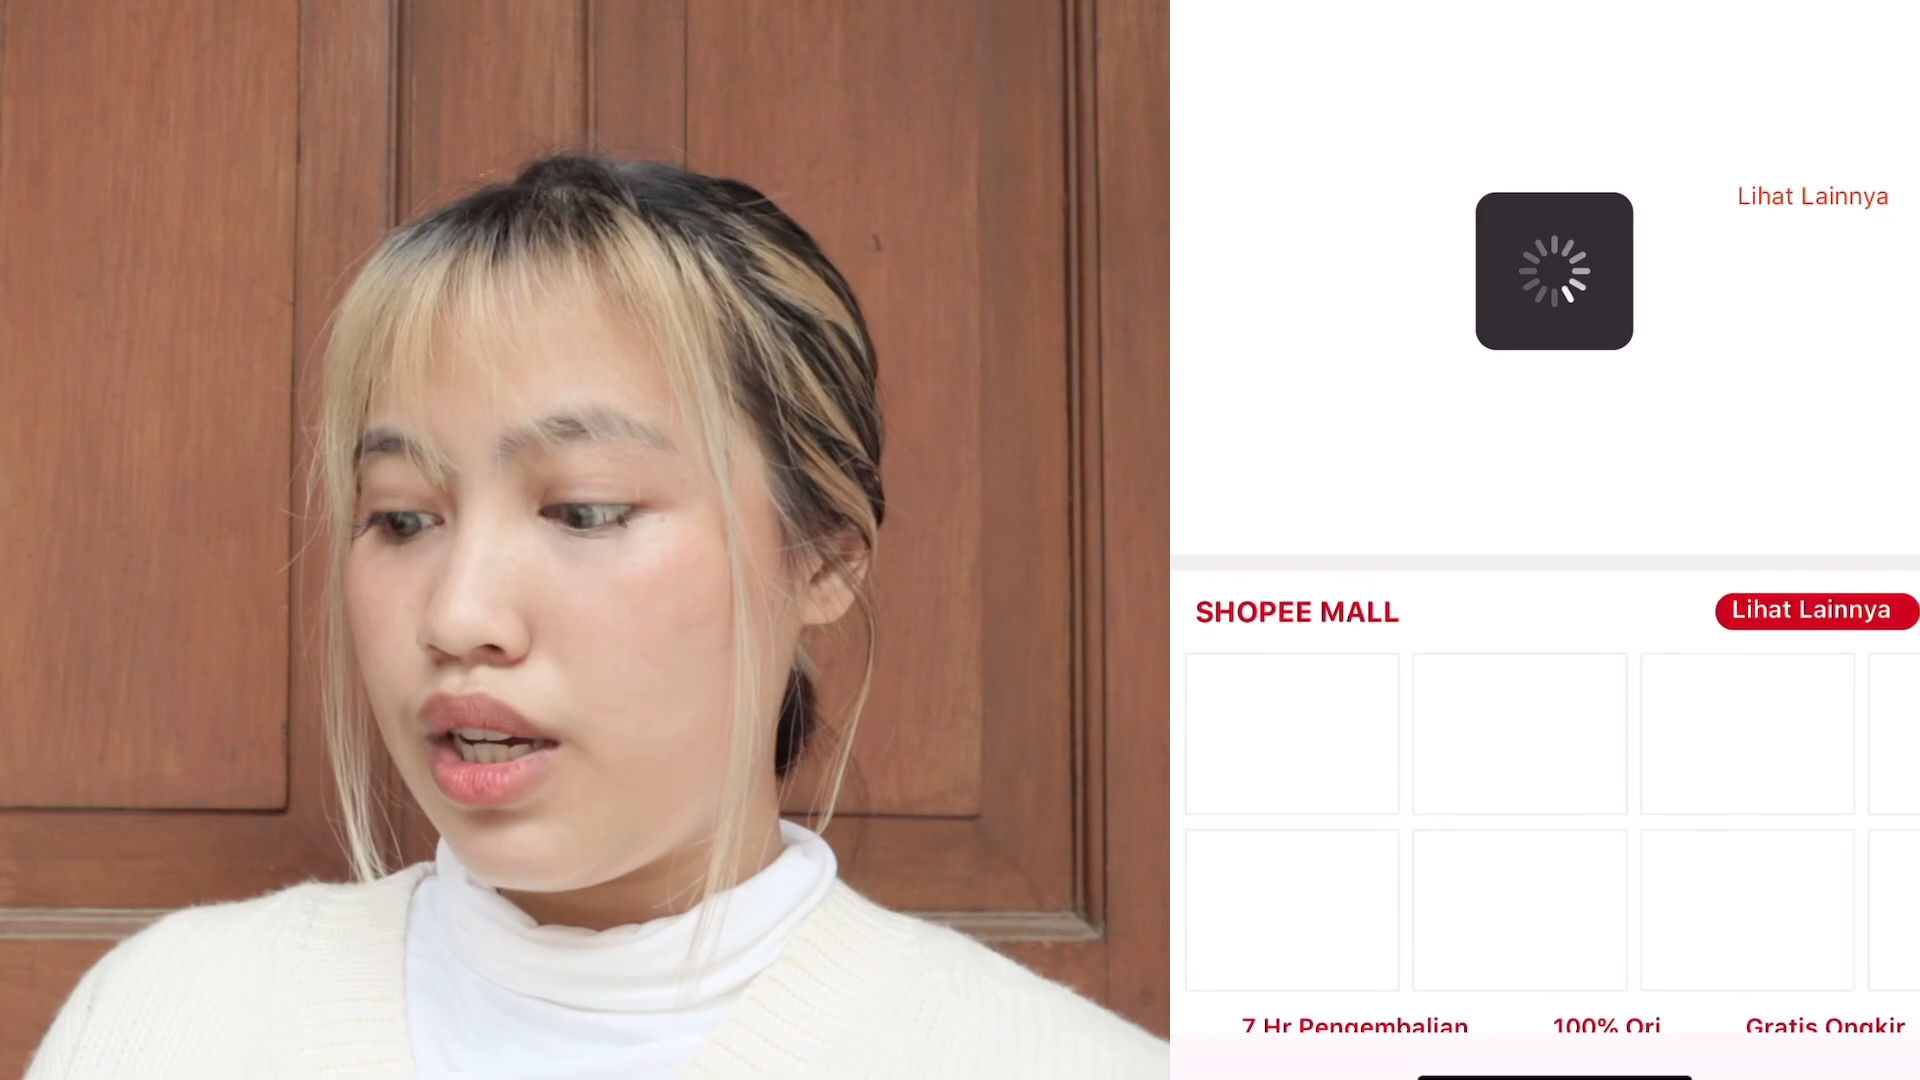 Lihat Lainnya
SHOPEE MALL
Lihat Lainnya
7 Hr Pengembalian
100% Ori
Gratis Ongkir